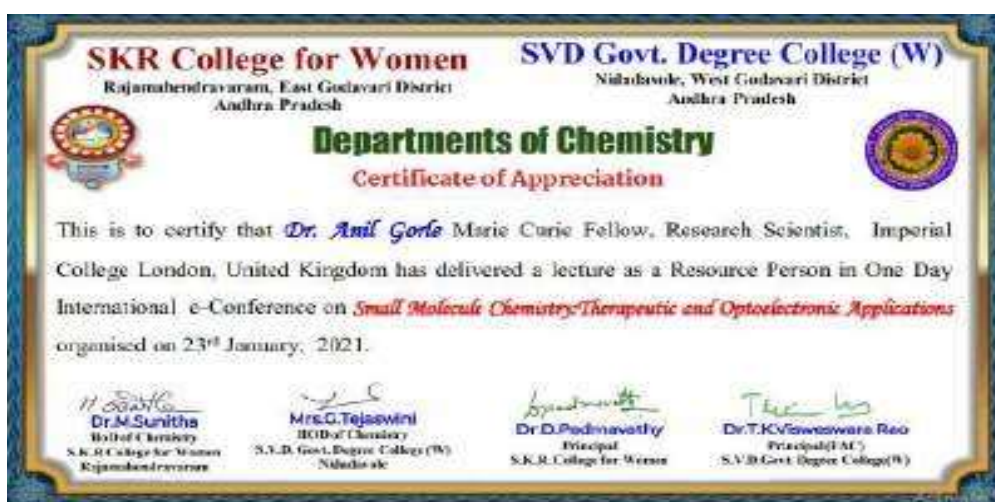 SKR College for Women
Rajamahendravaram, East Godavari District
Andhra Pradesh
SVD Govt. Degree College (W)
Nidadavole, West Godavari District
Andhra Pradesh
Departments of Chemistry
Certificate of Appreciation
This is to certify that Dr. Anil Gorle Marie Curie Fellow, Research Scientist, Imperial
College London, United Kingdom has delivered a lecture as a Resource Person in One Day
International e-Conference on Small Molecule Chemistry:Therapeutic and Optoelectronic Applications
organised on 23rd January, 2021.
Dr.M.Sunitha
HoD of Chemistry
S.K.R College for Women
Rajamahendravaram
Mrs.G.Tejaswini
HOD of Chemistry
S.V.D. Govt. Degree College (W)
Nidadavole
Dr.D.Padmavathy
Principal
S.K.R. College for Women
Dr.T.K.Visweswara Rao
Principal(FAC)
S.V.D.Govt. Degree College(W)